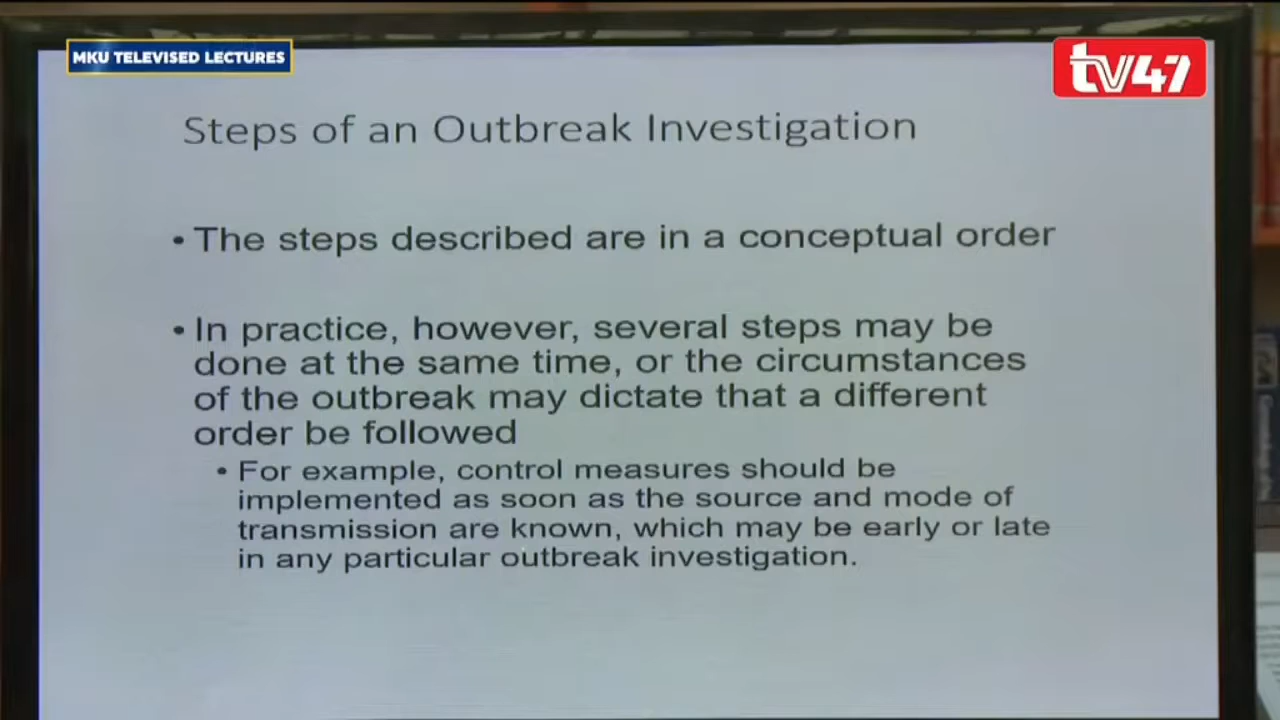 MKU TELEVISED LECTURES
tv47
Steps of an Outbreak Investigation
• The steps described are in a conceptual order
• In practice, however, several steps may be
done at the same time, or the circumstances
of the outbreak may dictate that a different
order be followed
• For example, control measures should be
implemented as soon as the source and mode of
transmission are known, which may be early or late
in any particular outbreak investigation.